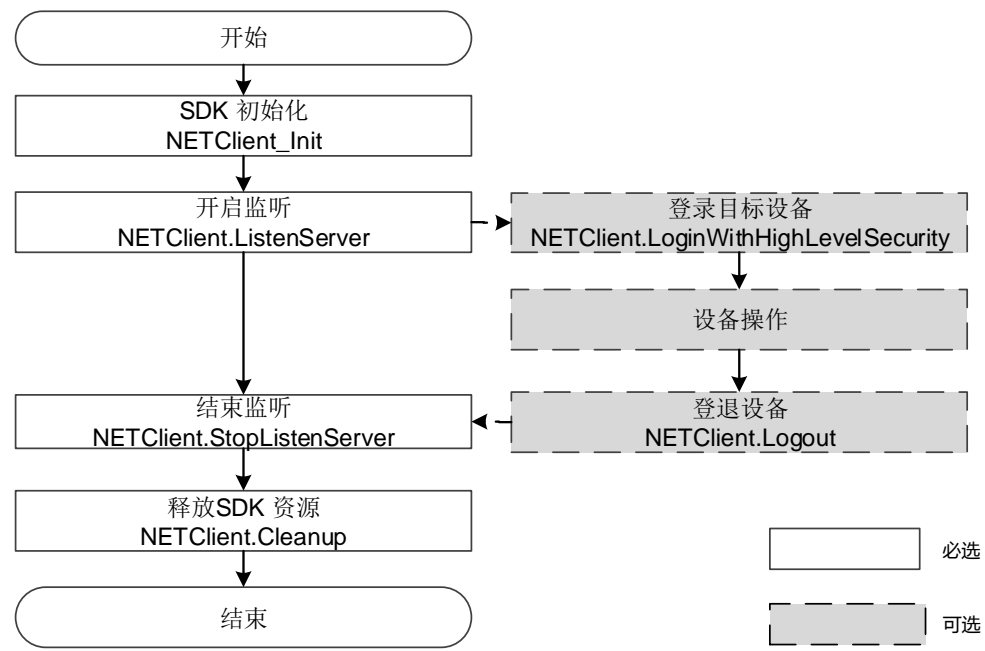 开始
SDK 初始化
NETClient_Init
开启监听
NETClient.ListenServer
登录目标设备
NETClient.LoginWithHighLevelSecurity
设备操作
结束监听
NETClient.StopListenServer
登退设备
NETClient.Logout
释放SDK 资源
NETClient.Cleanup
结束
必选
可选